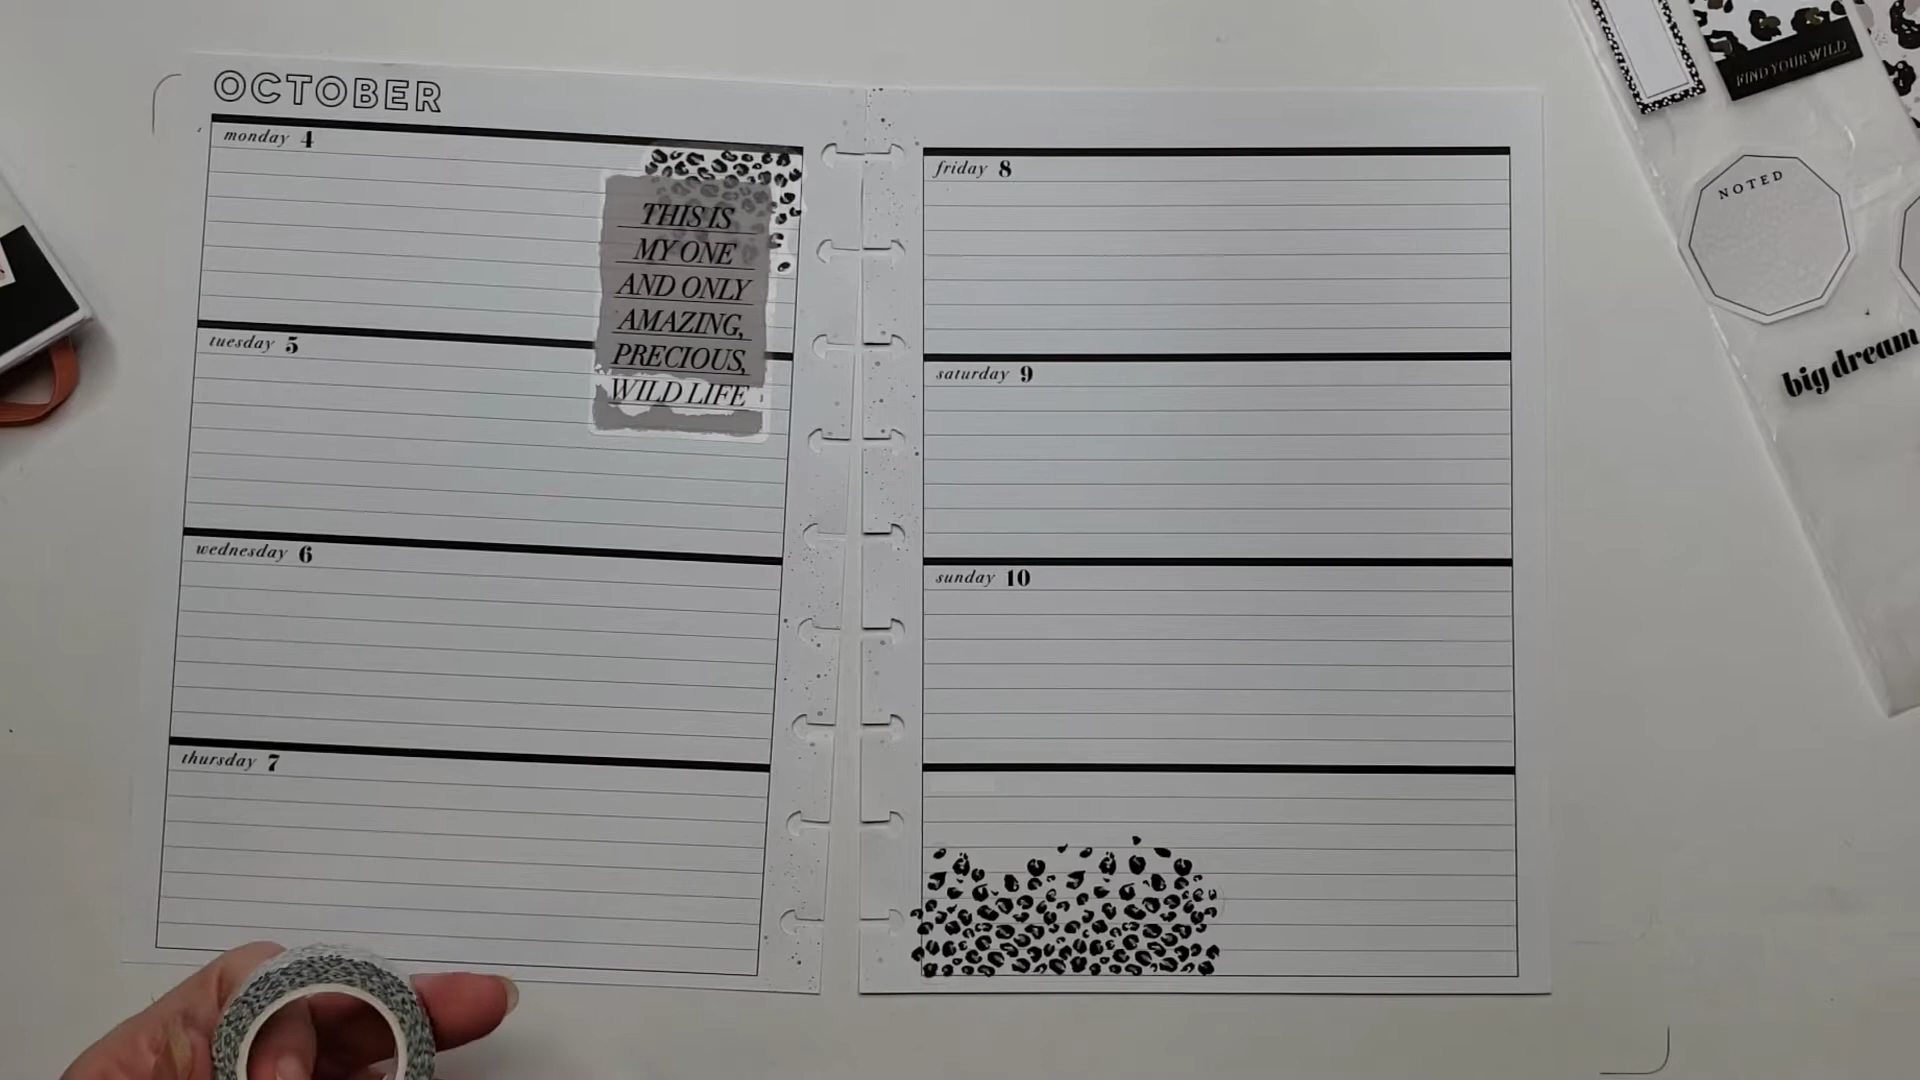 OCTOBER
monday 4
THIS IS
MY ONE
AND ONLY
AMAZING,
PRECIOUS,
WILD LIFE
tuesday 5
wednesday 6
thursday 7
friday 8
saturday 9
sunday 10
FIND YOUR WILD
NOTED
big dream